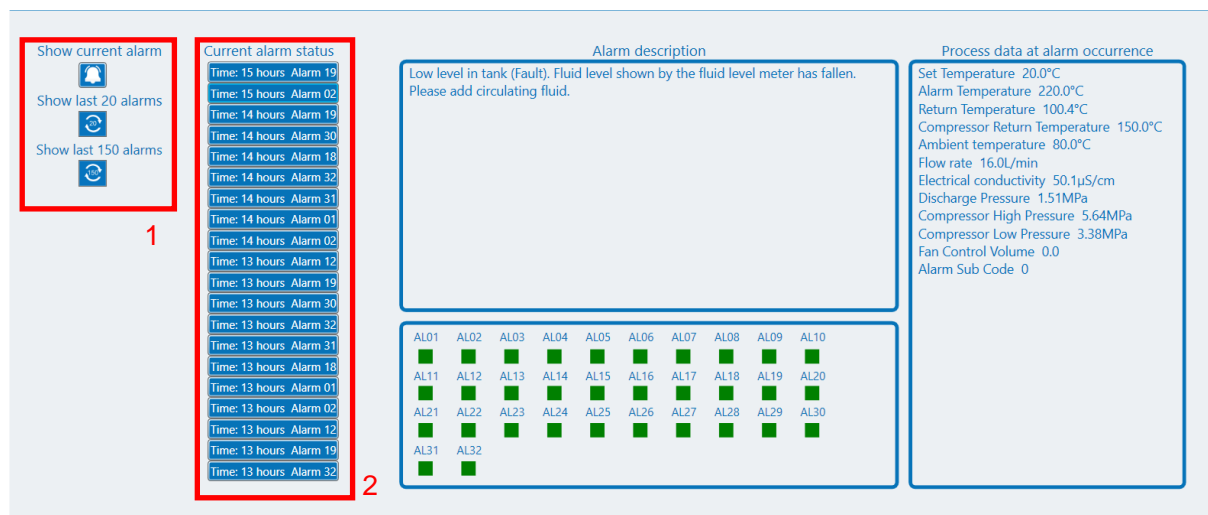 Show current alarm
Show last 20 alarms
20
Show last 150 alarms
150
1
Current alarm status
Time: 15 hours Alarm 19
Time: 15 hours Alarm 02
Time: 14 hours Alarm 19
Time: 14 hours Alarm 30
Time: 14 hours Alarm 18
Time: 14 hours Alarm 32
Time: 14 hours Alarm 31
Time: 14 hours Alarm 01
Time: 14 hours Alarm 02
Time: 13 hours Alarm 12
Time: 13 hours Alarm 19
Time: 13 hours Alarm 30
Time: 13 hours Alarm 32
Time: 13 hours Alarm 31
Time: 13 hours Alarm 18
Time: 13 hours Alarm 01
Time: 13 hours Alarm 02
Time: 13 hours Alarm 12
Time: 13 hours Alarm 19
Time: 13 hours Alarm 32
2
Alarm description
Low level in tank (Fault). Fluid level shown by the fluid level meter has fallen.
Please add circulating fluid.
AL01 AL02 AL03 AL04 AL05 AL06 AL07 AL08 AL09 AL10
AL11 AL12 AL13 AL14 AL15 AL16 AL17 AL18 AL19 AL20
AL21 AL22 AL23 AL24 AL25 AL26 AL27 AL28 AL29 AL30
AL31 AL32
Process data at alarm occurrence
Set Temperature 20.0°C
Alarm Temperature 220.0°C
Return Temperature 100.4°C
Compressor Return Temperature 150.0°C
Ambient temperature 80.0°C
Flow rate 16.0L/min
Electrical conductivity 50.1µS/cm
Discharge Pressure 1.51MPa
Compressor High Pressure 5.64MPa
Compressor Low Pressure 3.38MPa
Fan Control Volume 0.0
Alarm Sub Code 0